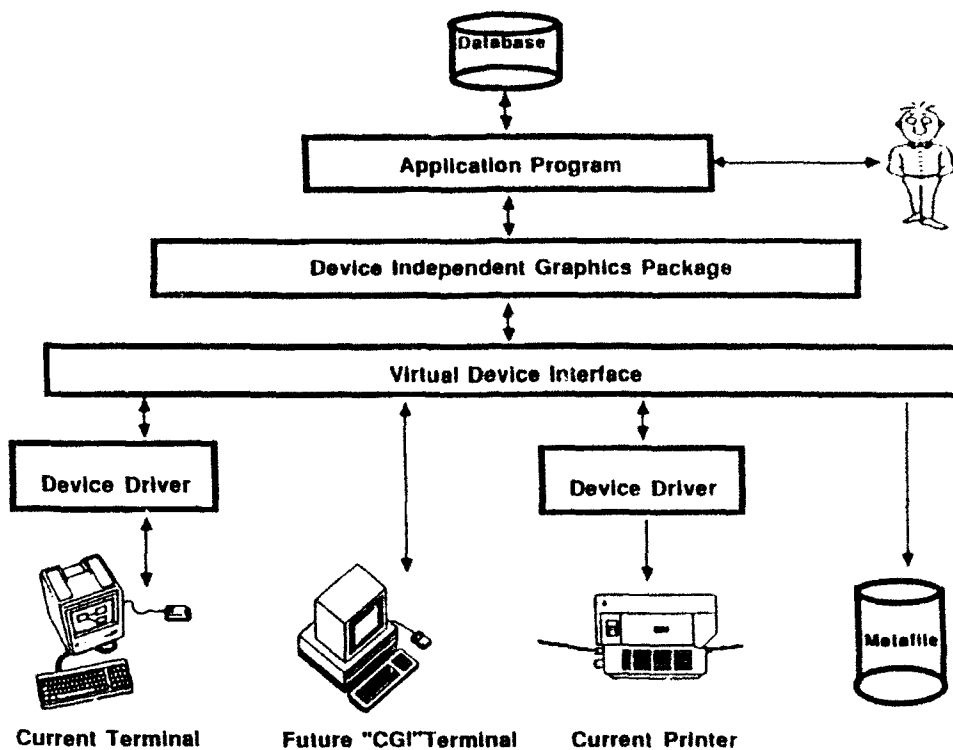 Database
Application Program
Device Independent Graphics Package
Virtual Device Interface
Device Driver
Device Driver
Metafile
Current Terminal
Future "CGI"Terminal
Current Printer